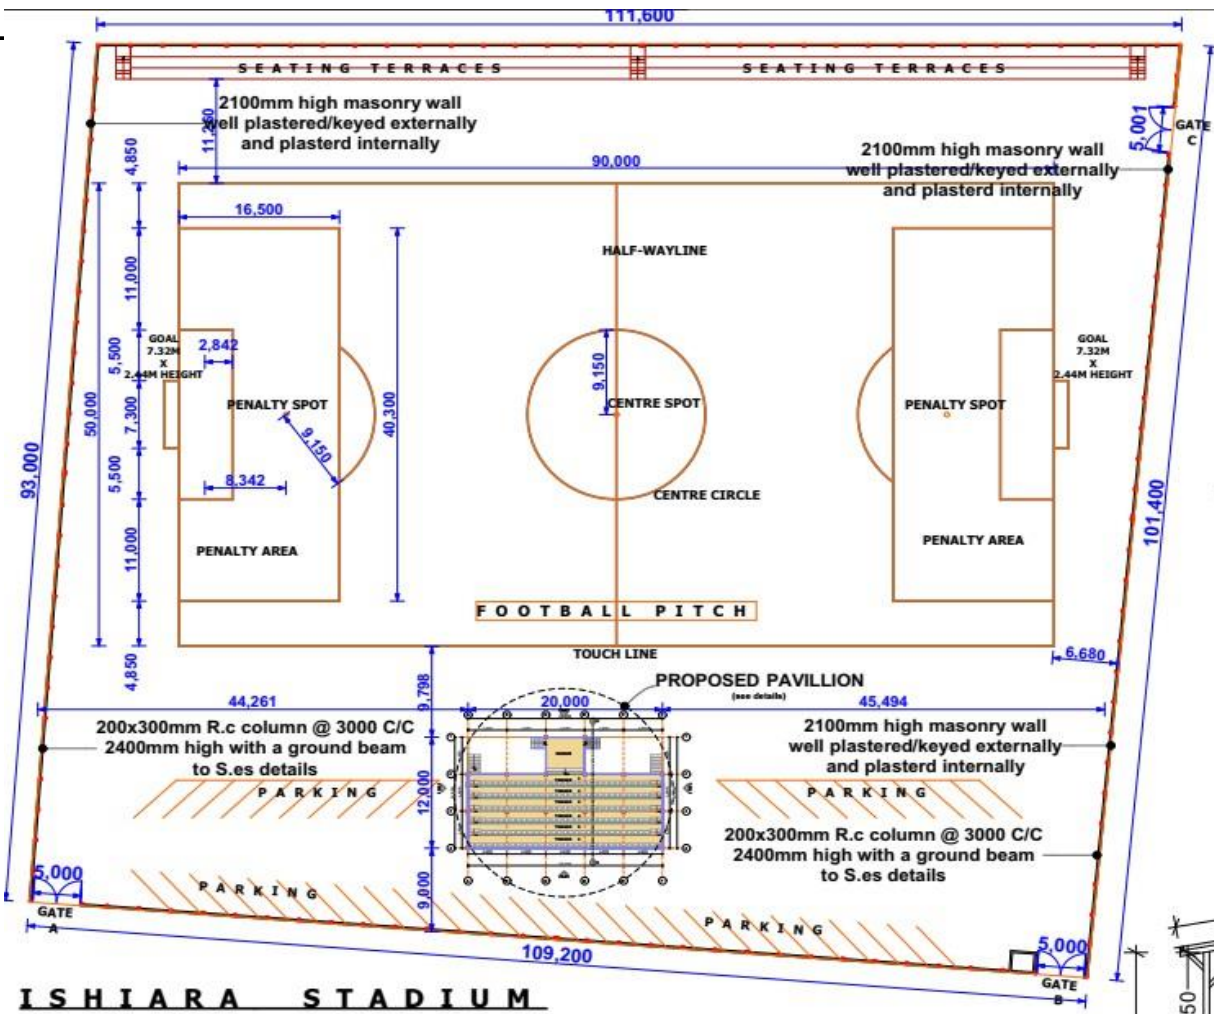 111,600
SEATING TERRACES
SEATING TERRACES
2100mm high masonry wall
well plastered/keyed externally
and plasterd internally
11,260
4,850
5,001
GATE
C
90,000
2100mm high masonry wall
well plastered/keyed externally
and plasterd internally
16,500
HALF-WAYLINE
11,000
GOAL
7.32M
X
2.44M HEIGHT
2,842
5,500
9,150
GOAL
7.32M
X
2.44M HEIGHT
PENALTY SPOT
CENTRE SPOT
PENALTY SPOT
50,000
7,300
40,300
9,150
93,000
5,500
8,342
CENTRE CIRCLE
101,400
11,000
PENALTY AREA
PENALTY AREA
FOOTBALL PITCH
TOUCH LINE
6,680
4,850
9,798
PROPOSED PAVILLION
(see details)
44,261
20,000
45,494
200x300mm R.c column @ 3000 C/C
2400mm high with a ground beam
to S.es details
2100mm high masonry wall
well plastered/keyed externally
and plasterd internally
PARKING
12,000
PARKING
200x300mm R.c column @ 3000 C/C
2400mm high with a ground beam
to S.es details
5,000
PARKING
9,000
GATE
A
PARKING
109,200
5,000
GATE
B
ISHIARA STADIUM
50